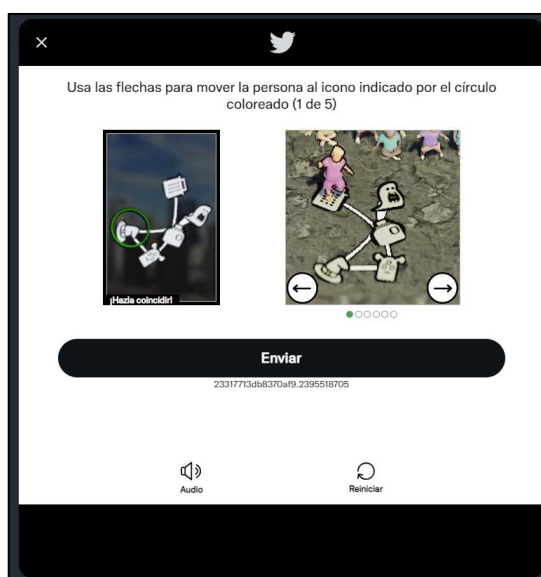 Usa las flechas para mover la persona al icono indicado por el círculo
coloreado (1 de 5)
¡Hazla coincidir!
Enviar
23317713db8370af9.2395518705
Audio
Reiniciar